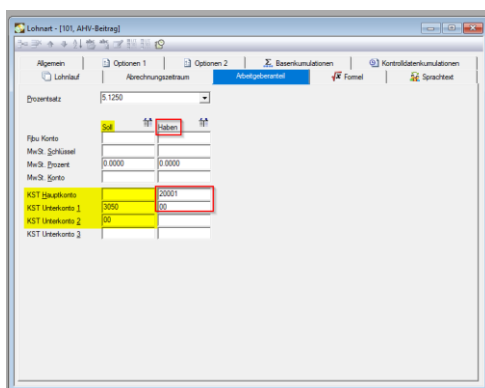 Lohnart - [101, AHV-Beitrag]
Allgemein Optionen 1 Optionen 2 Σ Basenkumulationen Kontrolldatenkumulationen
Lohnlauf Abrechnungszeitraum Arbeitgeberanteil Formel Sprachtext
Prozentsatz 5.1250
Soll Haben
Fibu Konto
MwSt. Schlüssel
MwSt. Prozent 0.0000 0.0000
MwSt. Konto
KST Hauptkonto 20001
KST Unterkonto 1 3050 00
KST Unterkonto 2 00
KST Unterkonto 3